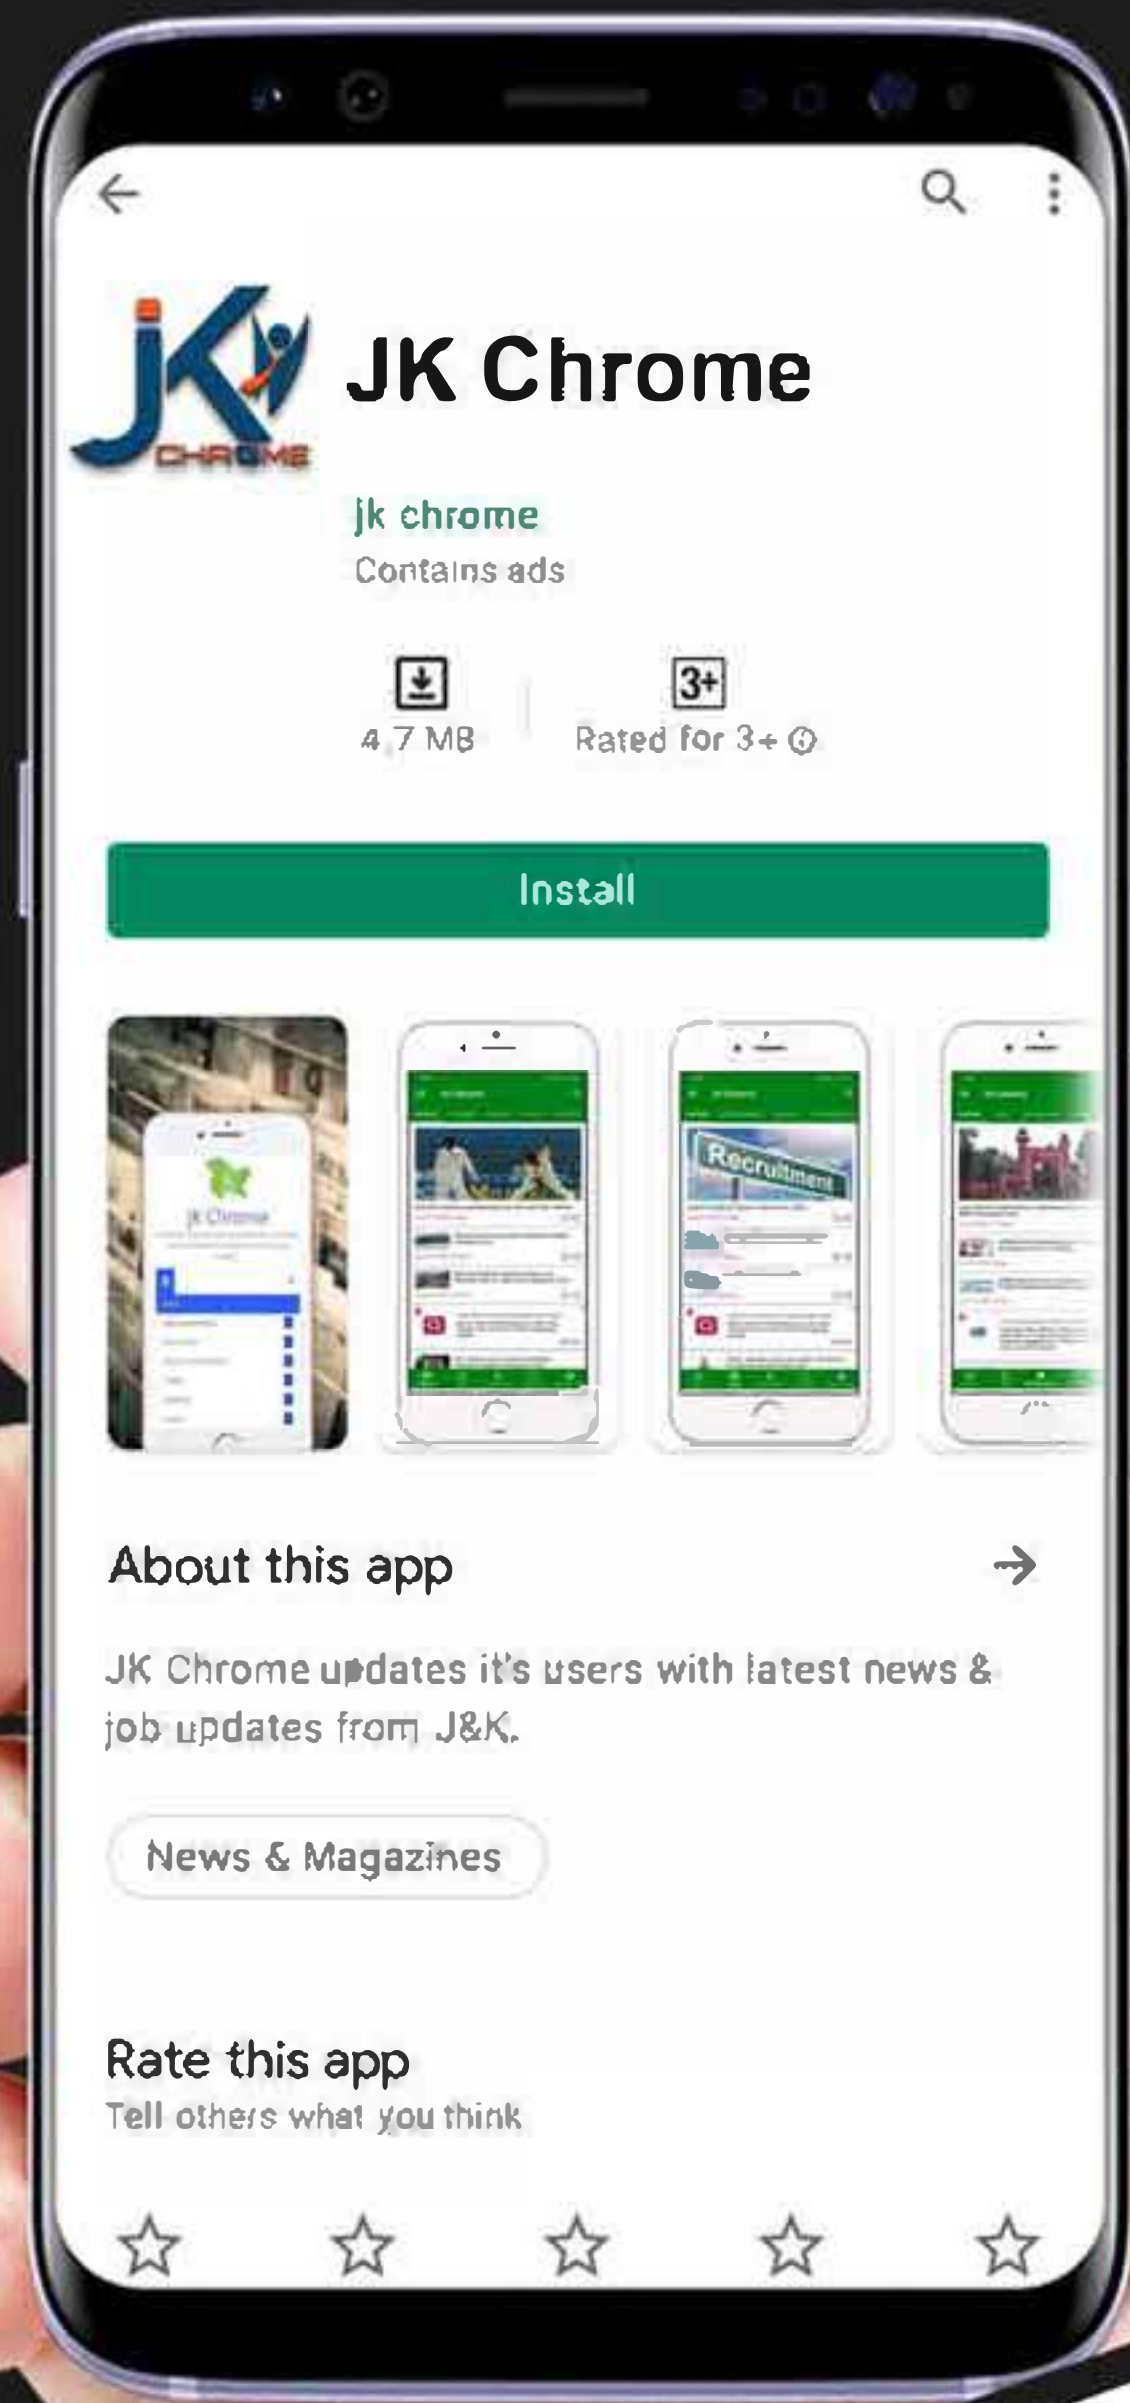 JK
CHROME
JK Chrome
jk chrome
Contains ads
3+
4.7 MB
Rated for 3+
Install
Recruitment
jk Chrome
About this app
JK Chrome updates it's users with latest news &
job updates from J&K.
News & Magazines
Rate this app
Tell others what you think